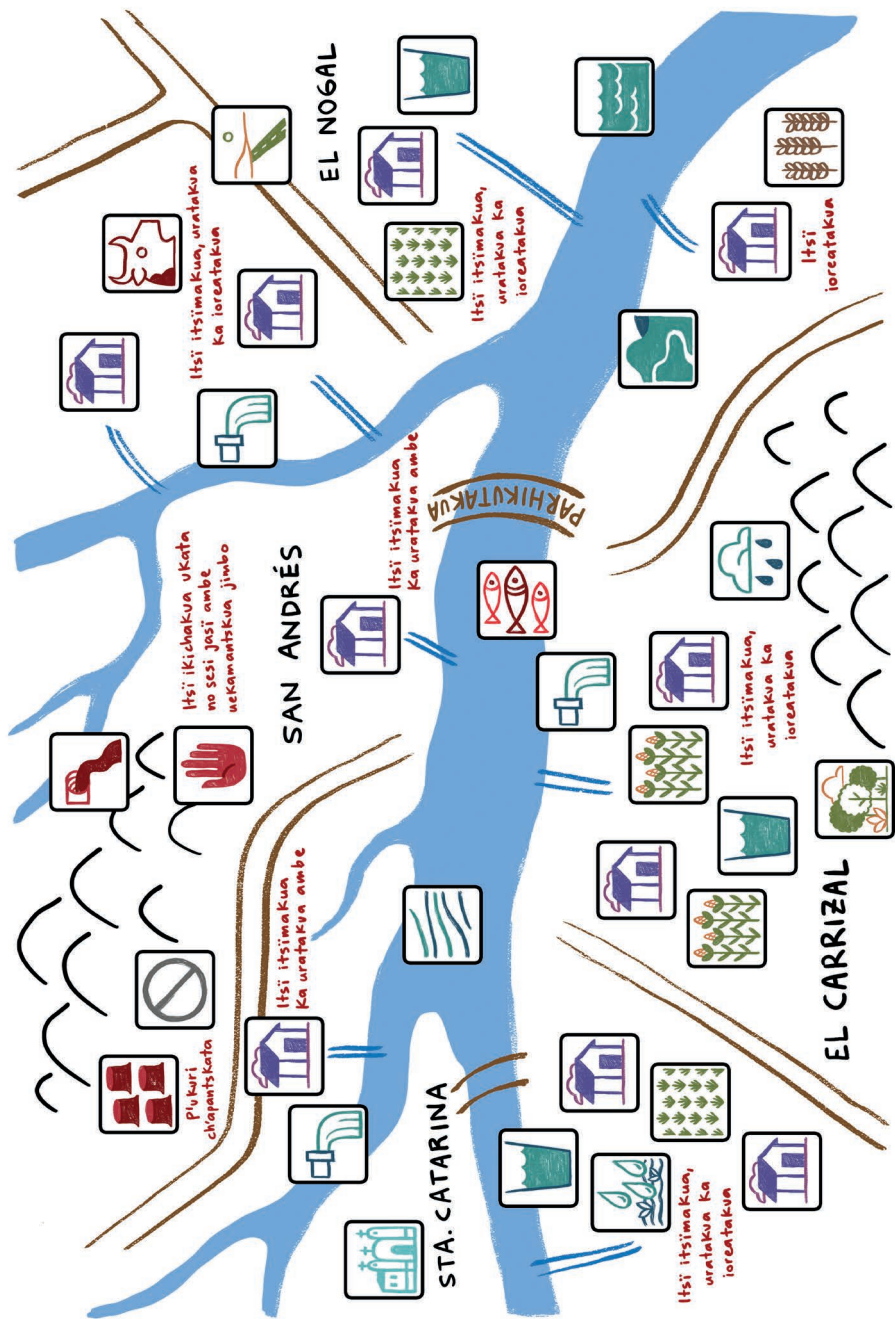 P'ukuri
ch'apantskata
Itsï ikichakua ukata
no sesi jasï ambe
uekamantskua jimbo
Itsï itsïmakua, uratakua
ka ioreatakua
Itsï itsïmakua
Ka uratakua ambe
SAN ANDRÉS
EL NOGAL
Itsï itsïmakua
Ka uratakua ambe
STA. CATARINA
Itsï itsïmakua,
uratakua ka
ioreatakua
PARHIKUTAKUA
Itsï itsïmakua,
uratakua ka
ioreatakua
Itsï itsïmakua,
uratakua ka
ioreatakua
Itsï
ioreatakua
EL CARRIZAL